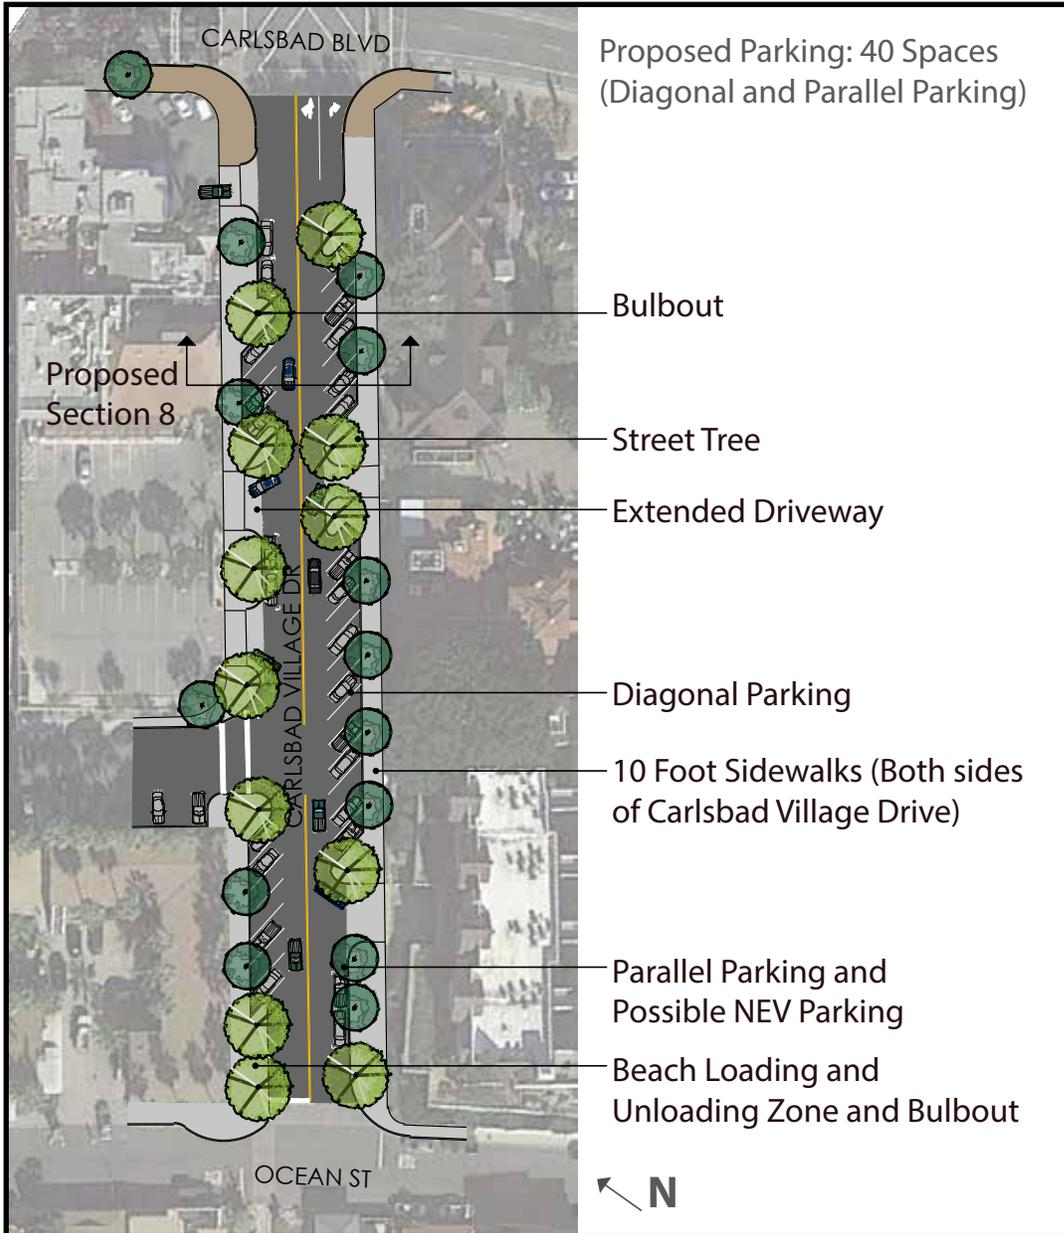 CARLSBAD BLVD
Proposed Parking: 40 Spaces
(Diagonal and Parallel Parking)
Bulbout
Proposed
Section 8
Street Tree
Extended Driveway
CARLSBAD VILLAGE DR
Diagonal Parking
10 Foot Sidewalks (Both sides
of Carlsbad Village Drive)
Parallel Parking and
Possible NEV Parking
Beach Loading and
Unloading Zone and Bulbout
OCEAN ST
N